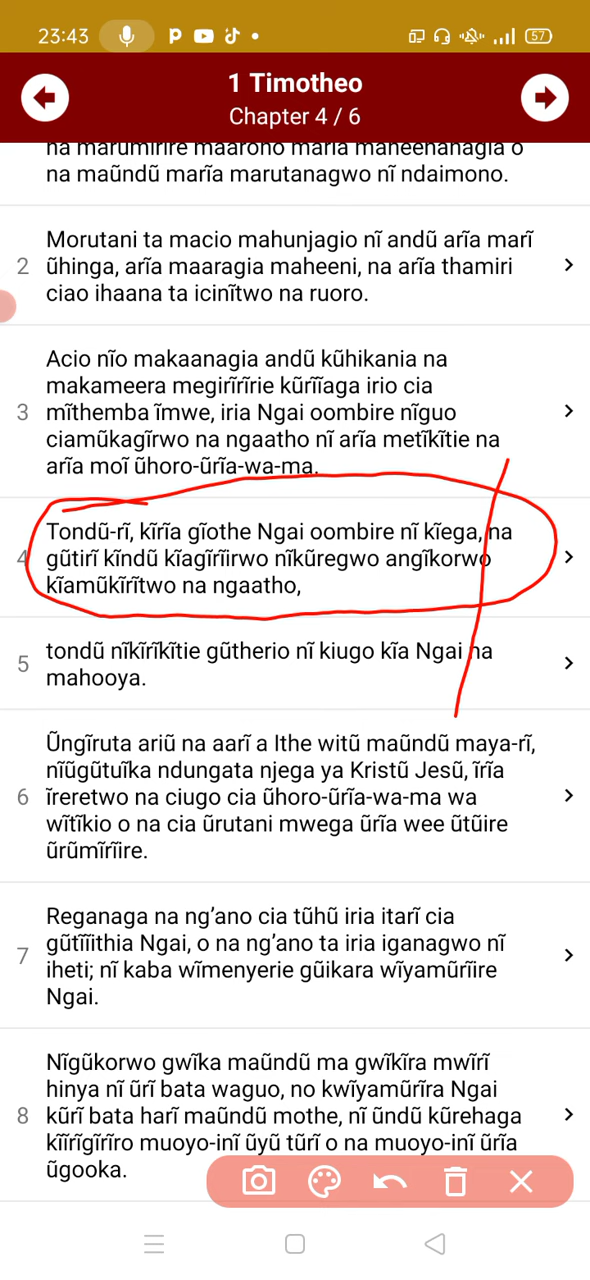 23:43
57
1 Timotheo
Chapter 4 / 6
na marũmĩrĩre maaroho marĩa maheenanagia o
na maũndũ marĩa marutanagwo nĩ ndaimono.
Morutani ta macio mahunjagio nĩ andũ arĩa marĩ
2 ũhinga, arĩa maaragia maheeni, na arĩa thamiri
ciao ihaana ta icinĩtwo na ruoro.
Acio nĩo makaanagia andũ kũhikania na
makameera megirĩrĩrie kũrĩĩaga irio cia
3 mĩthemba ĩmwe, iria Ngai oombire nĩguo
ciamũkagĩrwo na ngaatho nĩ arĩa metĩkĩtie na
arĩa moĩ ũhoro-ũrĩa-wa-ma.
Tondũ-rĩ, kĩrĩa gĩothe Ngai oombire nĩ kĩega, na
4 gũtirĩ kĩndũ kĩagĩrĩirwo nĩkũregwo angĩkorwo
kĩamũkĩrĩtwo na ngaatho,
5 tondũ nĩkĩrĩkĩtie gũtherio nĩ kiugo kĩa Ngai na
mahooya.
Ũngĩruta ariũ na aarĩ a Ithe witũ maũndũ maya-rĩ,
nĩũgũtuĩka ndungata njega ya Kristũ Jesũ, ĩrĩa
6 ĩreretwo na ciugo cia ũhoro-ũrĩa-wa-ma wa
wĩtĩkio o na cia ũrutani mwega ũrĩa wee ũtũire
ũrũmĩrĩire.
Reganaga na ng’ano cia tũhũ iria itarĩ cia
7 gũtĩĩithia Ngai, o na ng’ano ta iria iganagwo nĩ
iheti; nĩ kaba wĩmenyerie gũikara wĩyamũrĩire
Ngai.
Nĩgũkorwo gwĩka maũndũ ma gwĩkĩra mwĩrĩ
hinya nĩ ũrĩ bata waguo, no kwĩyamũrĩra Ngai
8 kũrĩ bata harĩ maũndũ mothe, nĩ ũndũ kũrehaga
kĩĩrĩgĩrĩro muoyo-inĩ ũyũ tũrĩ o na muoyo-inĩ ũrĩa
ũgooka.